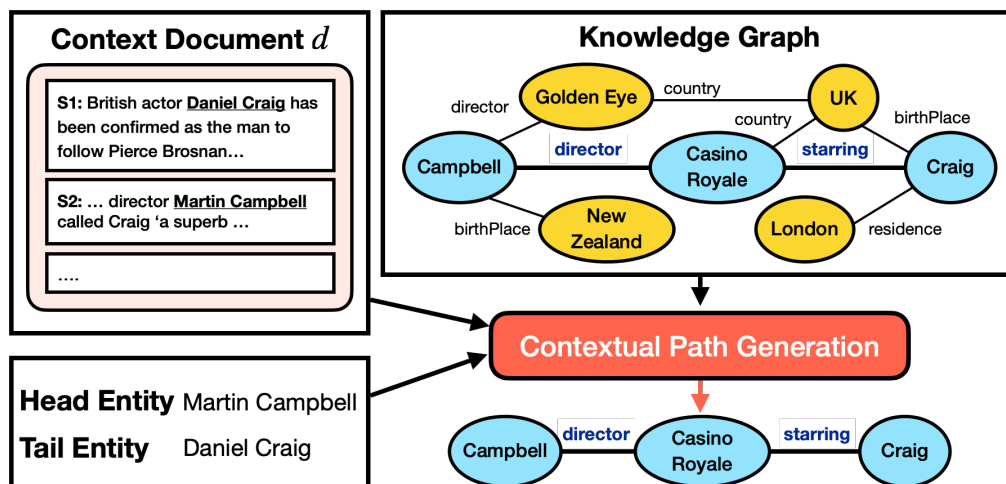 Context Document d
S1: British actor Daniel Craig has
been confirmed as the man to
follow Pierce Brosnan…
S2: … director Martin Campbell
called Craig ‘a superb …
….
Head Entity Martin Campbell
Tail Entity Daniel Craig
Knowledge Graph
Golden Eye
country
UK
director
country
birthPlace
Campbell
director
Casino
Royale
starring
Craig
birthPlace
New
Zealand
London
residence
Contextual Path Generation
Campbell
director
Casino
Royale
starring
Craig